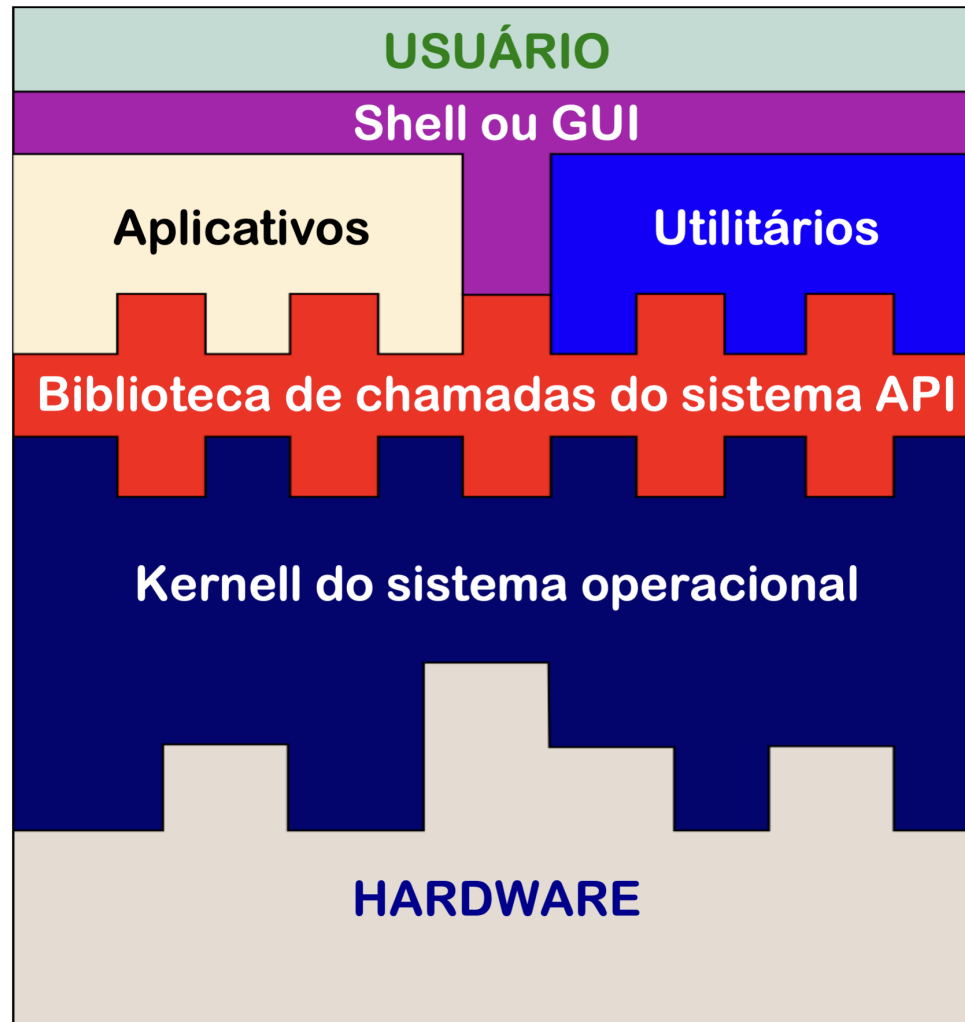 USUÁRIO
Shell ou GUI
Aplicativos
Utilitários
Biblioteca de chamadas do sistema API
Kernell do sistema operacional
HARDWARE